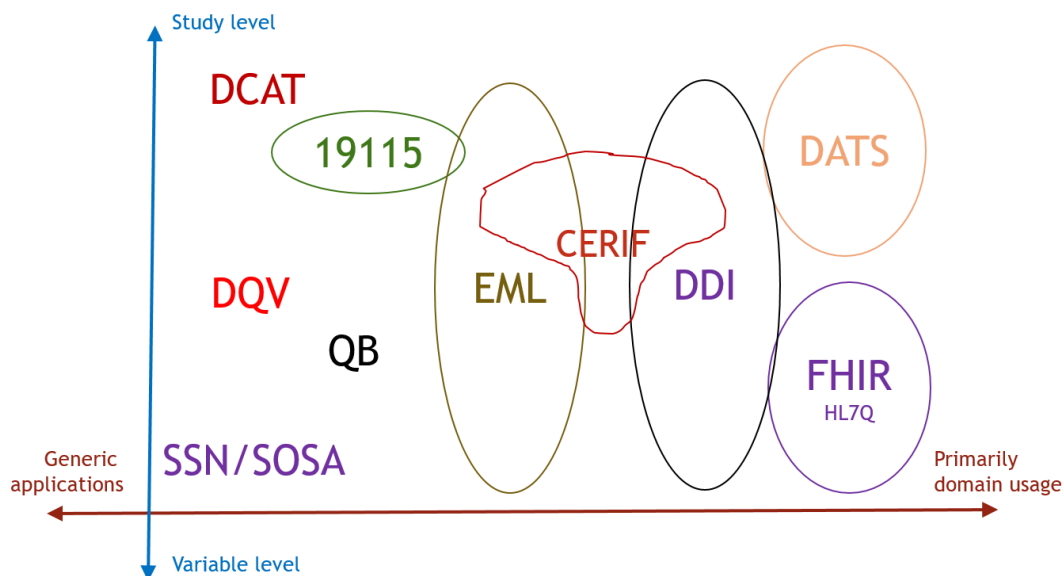 Study level
DCAT
19115
DATS
CERIF
DQV
EML
DDI
QB
FHIR
HL7Q
SSN/SOSA
Generic
applications
Primarily
domain usage
Variable level